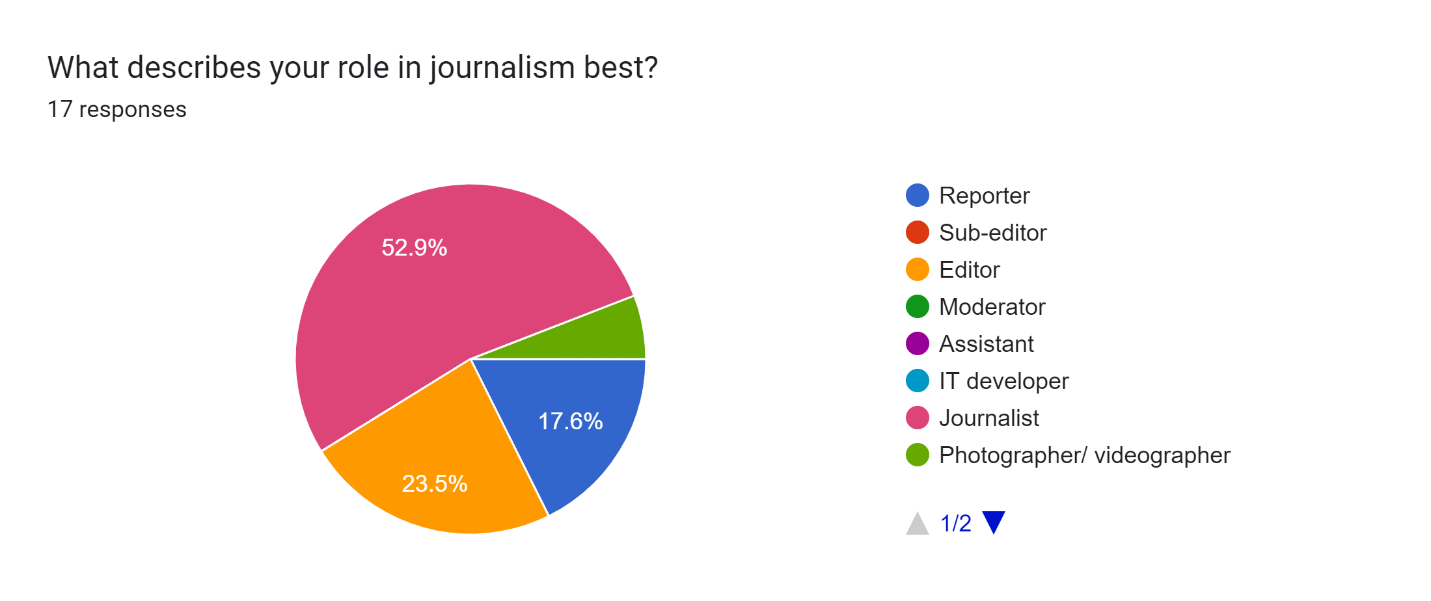 What describes your role in journalism best?
17 responses
52.9%
17.6%
23.5%
Reporter
Sub-editor
Editor
Moderator
Assistant
IT developer
Journalist
Photographer/ videographer
1/2